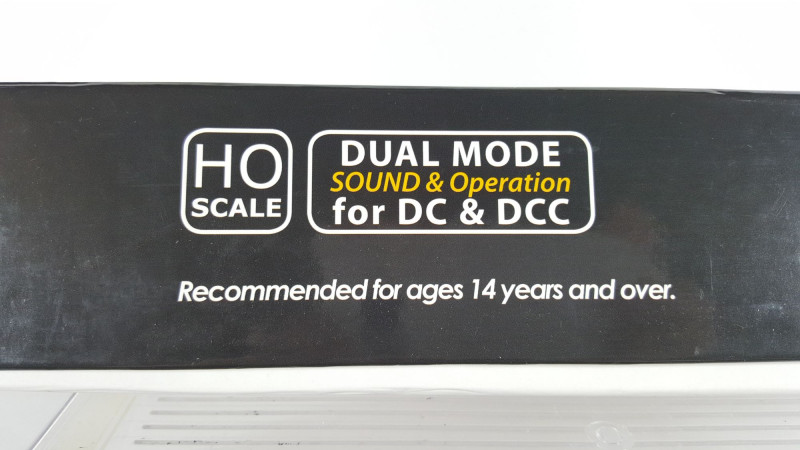 HO
SCALE
DUAL MODE
SOUND & Operation
for DC & DCC
Recommended for ages 14 years and over.